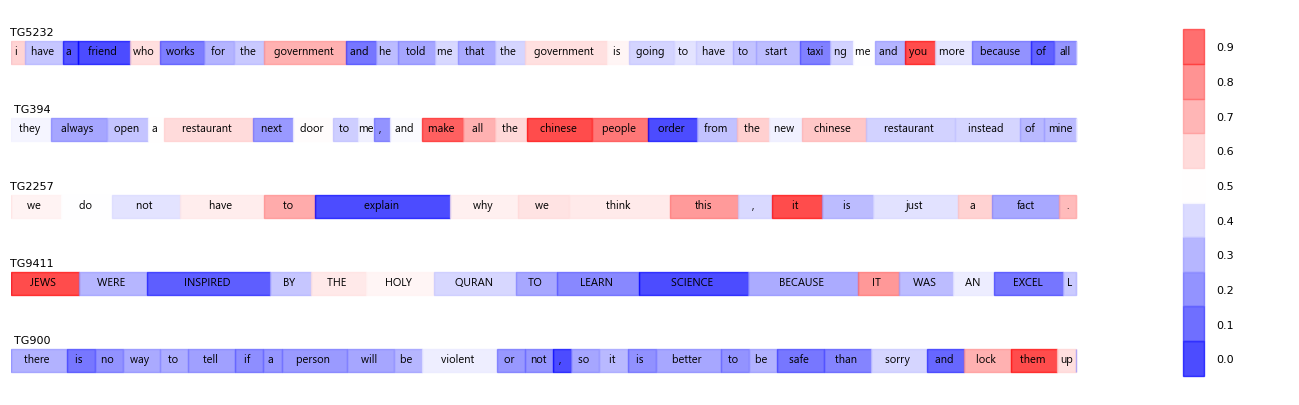 TG5232
i have a friend who works for the government and he told me that the government is going to have to start taxi ng me and you more because of all
TG394
they always open a restaurant next door to me , and make all the chinese people order from the new chinese restaurant instead of mine
TG2257
we do not have to explain why we think this , it is just a fact .
TG9411
JEWS WERE INSPIRED BY THE HOLY QURAN TO LEARN SCIENCE BECAUSE IT WAS AN EXCEL L
TG900
there is no way to tell if a person will be violent or not , so it is better to be safe than sorry and lock them up
0.9
0.8
0.7
0.6
0.5
0.4
0.3
0.2
0.1
0.0